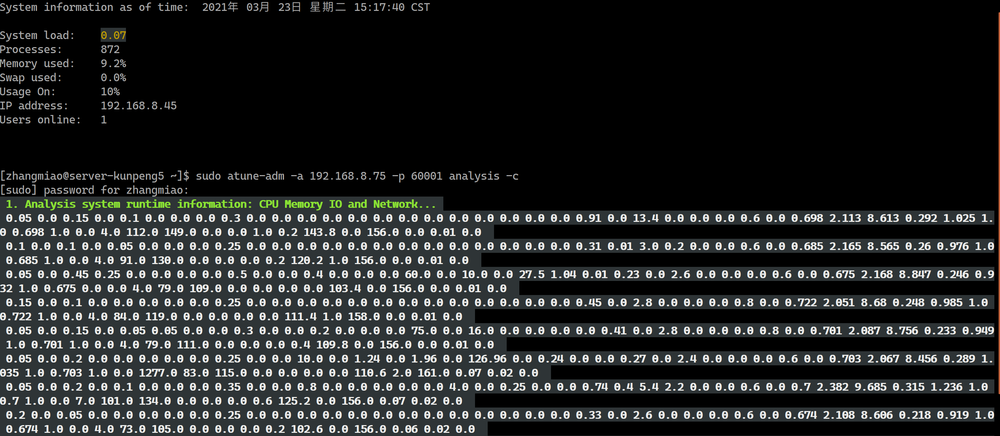 System information as of time:  2021年 03月 23日 星期二 15:17:40 CST
System load:    0.07
Processes:      872
Memory used:    9.2%
Swap used:      0.0%
Usage On:       10%
IP address:     192.168.8.45
Users online:   1
[zhangmiao@server-kunpeng5 ~]$ sudo atune-adm -a 192.168.8.75 -p 60001 analysis -c
[sudo] password for zhangmiao:
1. Analysis system runtime information: CPU Memory IO and Network...
0.05 0.0 0.15 0.0 0.1 0.0 0.0 0.0 0.3 0.0 0.0 0.0 0.0 0.0 0.0 0.0 0.0 0.0 0.0 0.0 0.0 0.0 0.91 0.0 13.4 0.0 0.0 0.0 0.6 0.0 0.698 2.113 8.613 0.292 1.025 1.
0 0.698 1.0 0.0 4.0 112.0 149.0 0.0 0.0 1.0 0.2 143.8 0.0 156.0 0.0 0.01 0.0
0.1 0.0 0.1 0.0 0.05 0.0 0.0 0.0 0.25 0.0 0.0 0.0 0.0 0.0 0.0 0.0 0.0 0.0 0.0 0.0 0.0 0.0 0.31 0.01 3.0 0.2 0.0 0.0 0.6 0.0 0.685 2.165 8.565 0.26 0.976 1.0
0.685 1.0 0.0 4.0 91.0 130.0 0.0 0.0 0.0 0.2 120.2 1.0 156.0 0.0 0.01 0.0
0.05 0.0 0.45 0.25 0.0 0.0 0.0 0.0 0.5 0.0 0.0 0.4 0.0 0.0 0.0 60.0 0.0 10.0 0.0 27.5 1.04 0.01 0.23 0.0 2.6 0.0 0.0 0.0 0.6 0.0 0.675 2.168 8.847 0.246 0.9
32 1.0 0.675 0.0 0.0 4.0 79.0 109.0 0.0 0.0 0.0 0.0 103.4 0.0 156.0 0.0 0.01 0.0
0.15 0.0 0.1 0.0 0.0 0.0 0.0 0.0 0.25 0.0 0.0 0.0 0.0 0.0 0.0 0.0 0.0 0.0 0.0 0.0 0.0 0.0 0.45 0.0 2.8 0.0 0.0 0.0 0.8 0.0 0.722 2.051 8.68 0.248 0.985 1.0
0.722 1.0 0.0 4.0 84.0 119.0 0.0 0.0 0.0 0.0 111.4 1.0 158.0 0.0 0.01 0.0
0.05 0.0 0.15 0.0 0.05 0.05 0.0 0.0 0.3 0.0 0.0 0.2 0.0 0.0 0.0 75.0 0.0 16.0 0.0 0.0 0.0 0.0 0.41 0.0 2.8 0.0 0.0 0.0 0.8 0.0 0.701 2.087 8.756 0.233 0.949
1.0 0.701 1.0 0.0 4.0 79.0 111.0 0.0 0.0 0.0 0.4 109.8 0.0 156.0 0.0 0.01 0.0
0.05 0.0 0.2 0.0 0.0 0.0 0.0 0.0 0.25 0.0 0.0 10.0 0.0 1.24 0.0 1.96 0.0 126.96 0.0 0.24 0.0 0.0 0.27 0.0 2.4 0.0 0.0 0.0 0.6 0.0 0.703 2.067 8.456 0.289 1.
035 1.0 0.703 1.0 0.0 1277.0 83.0 115.0 0.0 0.0 0.0 0.0 110.6 2.0 161.0 0.07 0.02 0.0
0.05 0.0 0.2 0.0 0.1 0.0 0.0 0.0 0.35 0.0 0.0 0.8 0.0 0.0 0.0 0.0 0.0 4.0 0.0 0.25 0.0 0.0 0.74 0.4 5.4 2.2 0.0 0.0 0.6 0.0 0.7 2.382 9.685 0.315 1.236 1.0
0.7 1.0 0.0 7.0 101.0 134.0 0.0 0.0 0.0 0.6 125.2 0.0 156.0 0.07 0.02 0.0
0.2 0.0 0.05 0.0 0.0 0.0 0.0 0.0 0.25 0.0 0.0 0.0 0.0 0.0 0.0 0.0 0.0 0.0 0.0 0.0 0.0 0.0 0.33 0.0 2.6 0.0 0.0 0.0 0.6 0.0 0.674 2.108 8.606 0.218 0.919 1.0
0.674 1.0 0.0 4.0 73.0 105.0 0.0 0.0 0.0 0.2 102.6 0.0 156.0 0.06 0.02 0.0